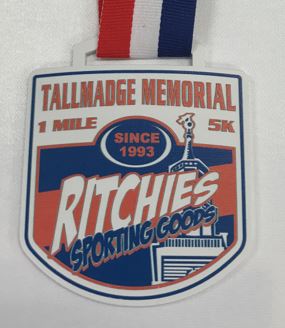 TALLMADGE MEMORIAL
1 MILE 5K
SINCE
1993
RITCHIES
SPORTING GOODS